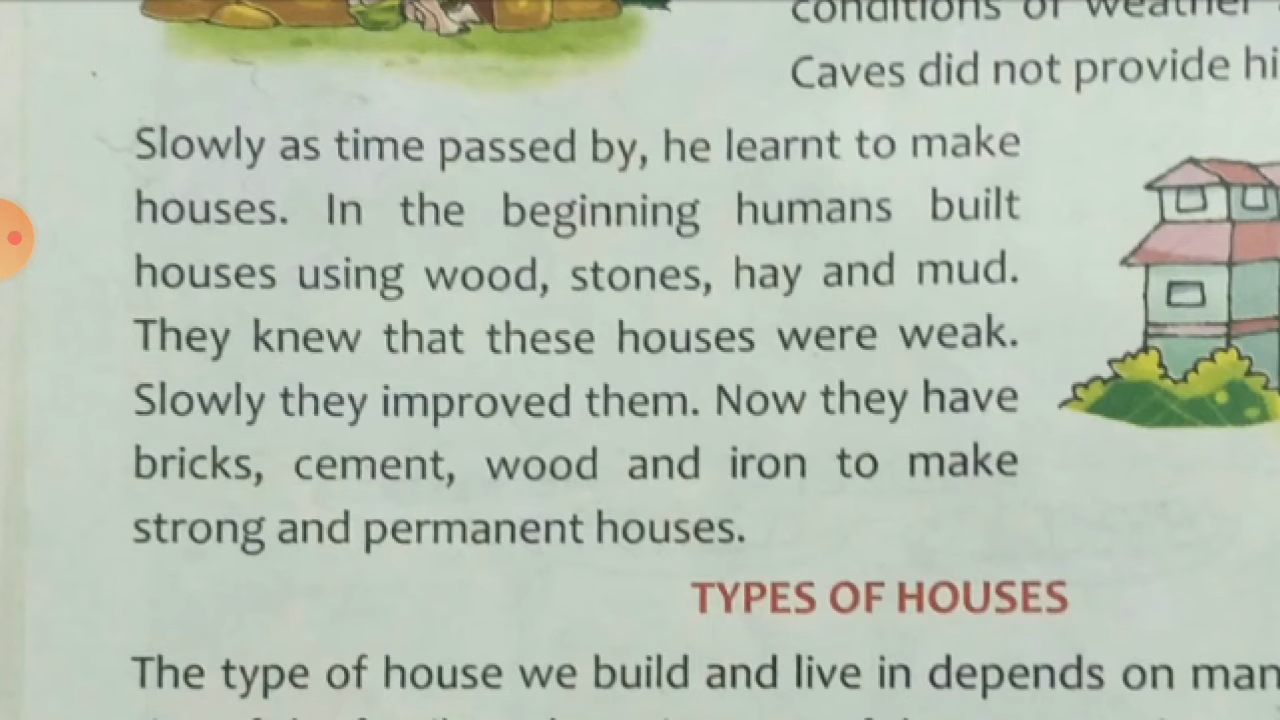 conditions of weather
Caves did not provide
Slowly as time passed by, he learnt to make
houses. In the beginning humans built
houses using wood, stones, hay and mud.
They knew that these houses were weak.
Slowly they improved them. Now they have
bricks, cement, wood and iron to make
strong and permanent houses.
TYPES OF HOUSES
The type of house we build and live in depends on